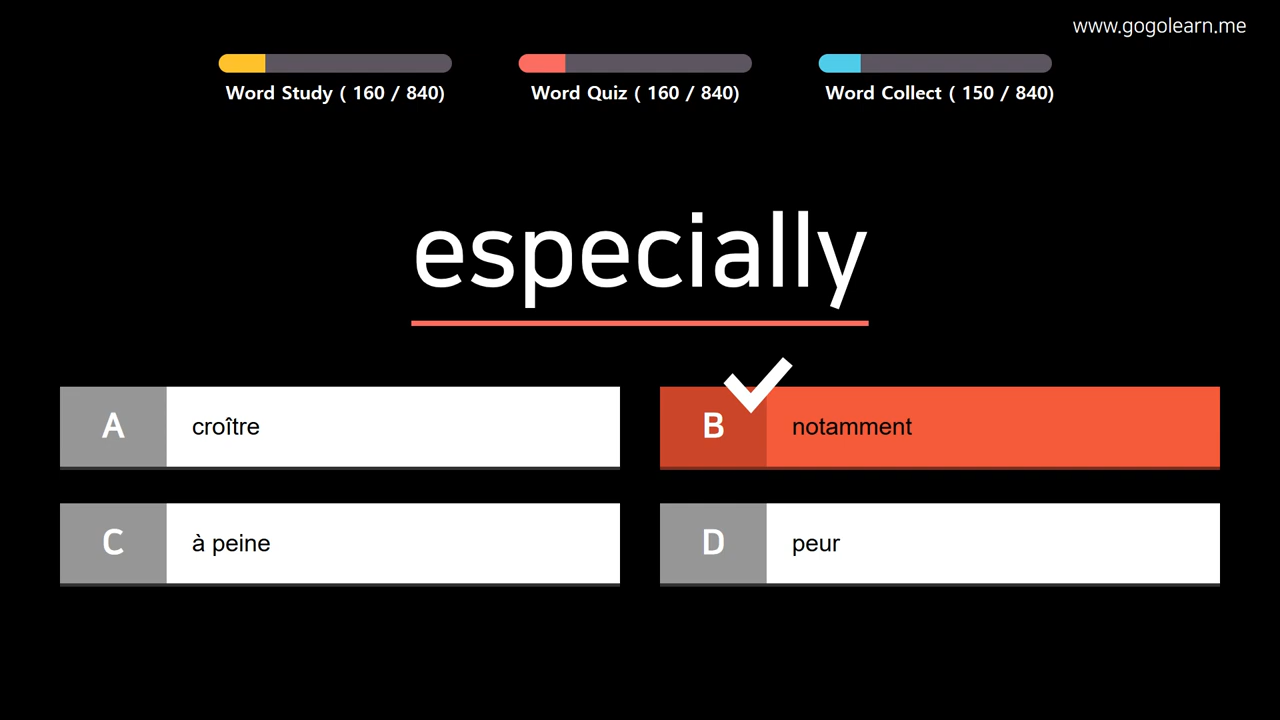 www.gogolearn.me
Word Study ( 160 / 840)
Word Quiz ( 160 / 840)
Word Collect ( 150 / 840)
especially
A croître
B notamment
C à peine
D peur